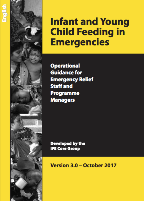 English
Infant and Young
Child Feeding in
Emergencies
Operational
Guidance for
Emergency Relief
Staff and
Programme
Managers
Developed by the
IFE Core Group
Version 3.0 – October 2017